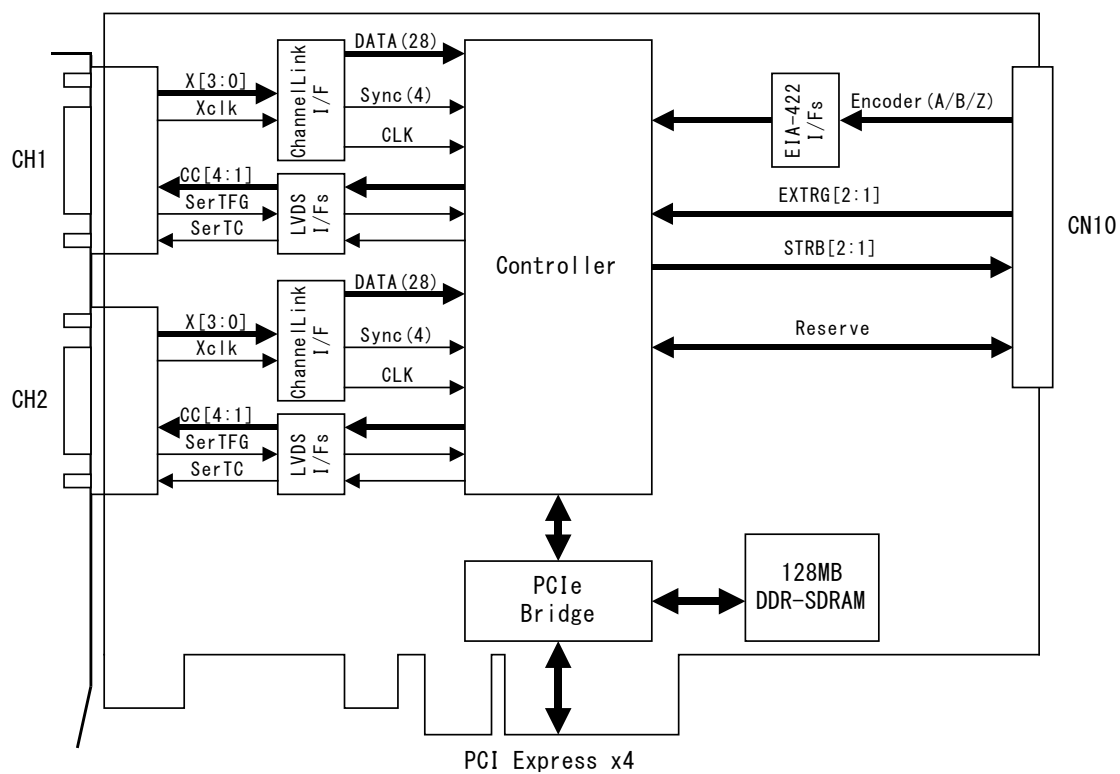 DATA(28)
X[3:0]
ChannelLink
I/F
Sync(4)
Xclk
CLK
CH1
CC[4:1]
LVDS
I/Fs
SerTFG
SerTC
DATA(28)
X[3:0]
ChannelLink
I/F
Sync(4)
Xclk
CLK
CH2
CC[4:1]
LVDS
I/Fs
SerTFG
SerTC
Controller
EIA-422
I/Fs
Encoder(A/B/Z)
EXTRG[2:1]
STRB[2:1]
Reserve
CN10
PCIe
Bridge
128MB
DDR-SDRAM
PCI Express x4